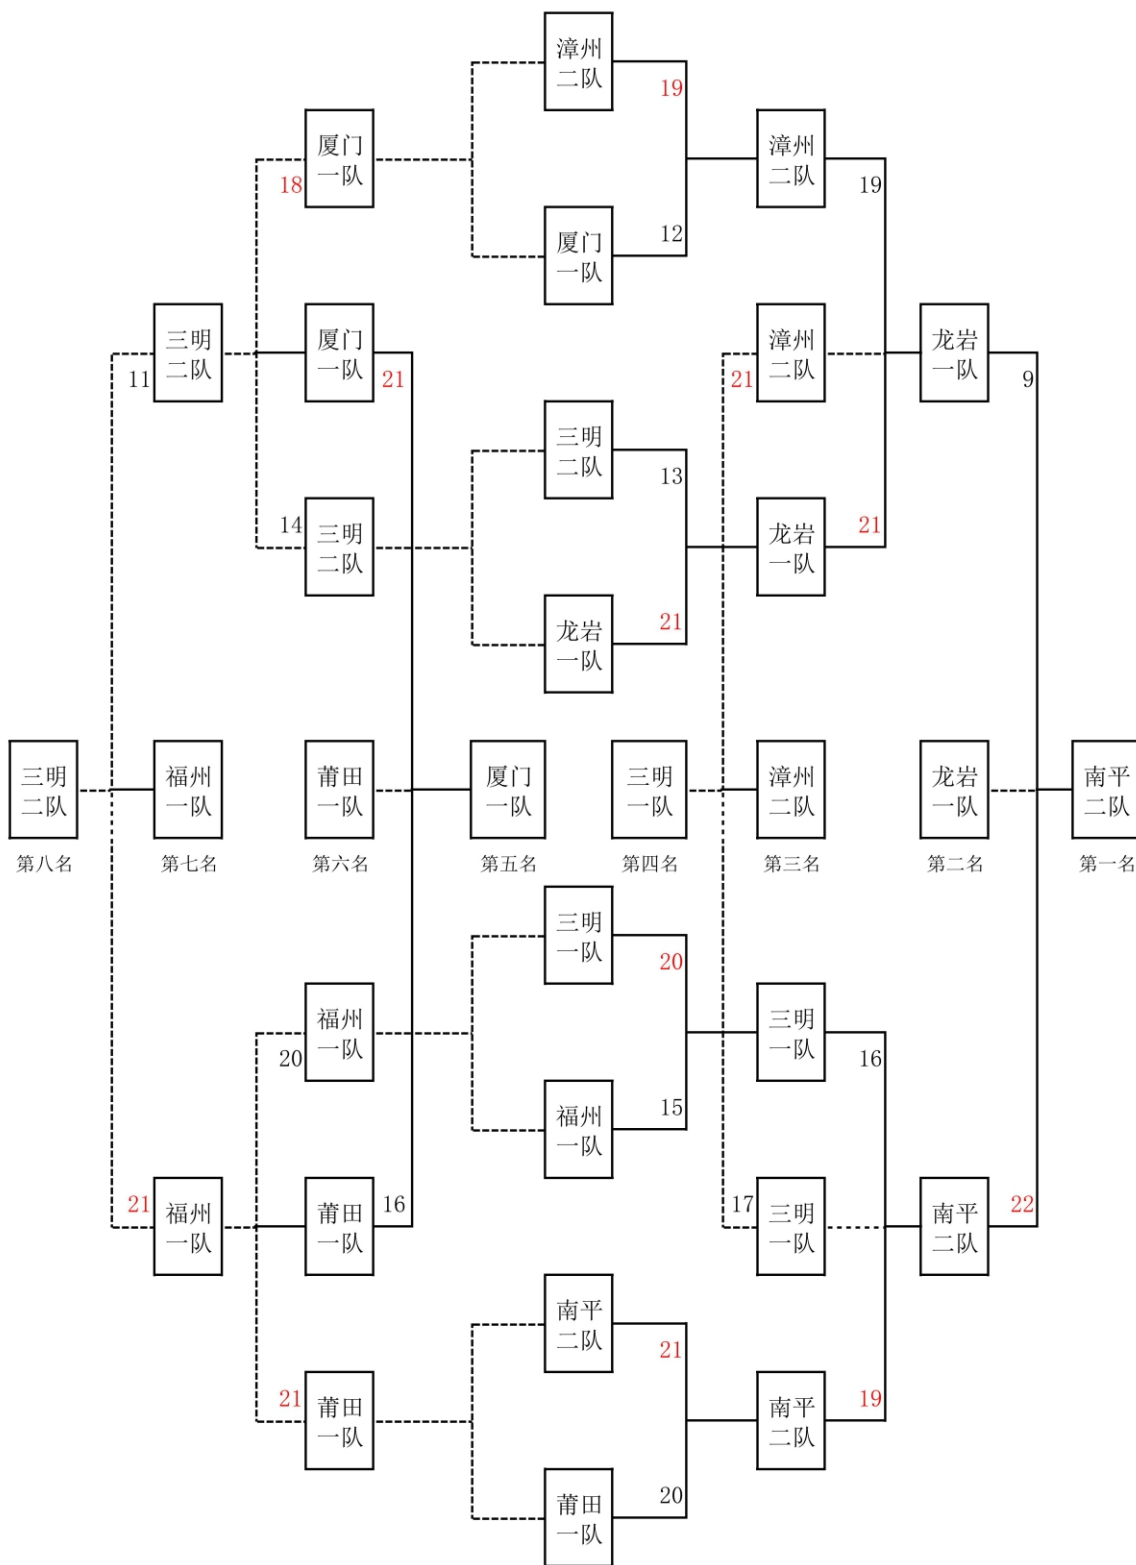 漳州
二队
19
厦门
一队
18
漳州
二队
19
厦门
一队
12
三明
二队
11
厦门
一队
21
漳州
二队
21
龙岩
一队
9
三明
二队
13
三明
二队
14
龙岩
一队
21
龙岩
一队
21
三明
二队
第八名
福州
一队
第七名
莆田
一队
第六名
厦门
一队
第五名
三明
一队
第四名
漳州
二队
第三名
龙岩
一队
第二名
南平
二队
第一名
三明
一队
20
福州
一队
20
三明
一队
16
福州
一队
15
福州
一队
21
莆田
一队
16
三明
一队
17
南平
二队
22
南平
二队
21
莆田
一队
21
南平
二队
19
莆田
一队
20